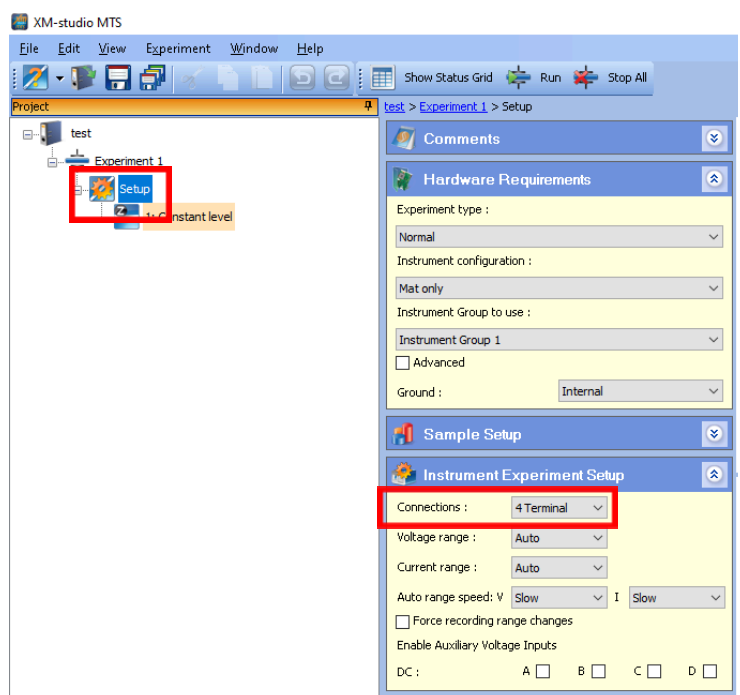 XM-studio MTS
File Edit View Experiment Window Help
Show Status Grid Run Stop All
Project
test > Experiment 1 > Setup
test
Experiment 1
Setup
1: Constant level
Comments
Hardware Requirements
Experiment type :
Normal
Instrument configuration :
Mat only
Instrument Group to use :
Instrument Group 1
Advanced
Ground : Internal
Sample Setup
Instrument Experiment Setup
Connections : 4 Terminal
Voltage range : Auto
Current range : Auto
Auto range speed: V Slow I Slow
Force recording range changes
Enable Auxiliary Voltage Inputs
DC : A B C D